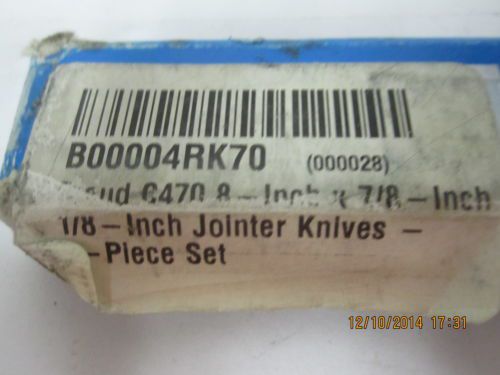 B00004RK70 (000028)
C470 8-Inch x 7/8-Inch
1/8-Inch Jointer Knives -
-Piece Set
12/10/2014 17:31